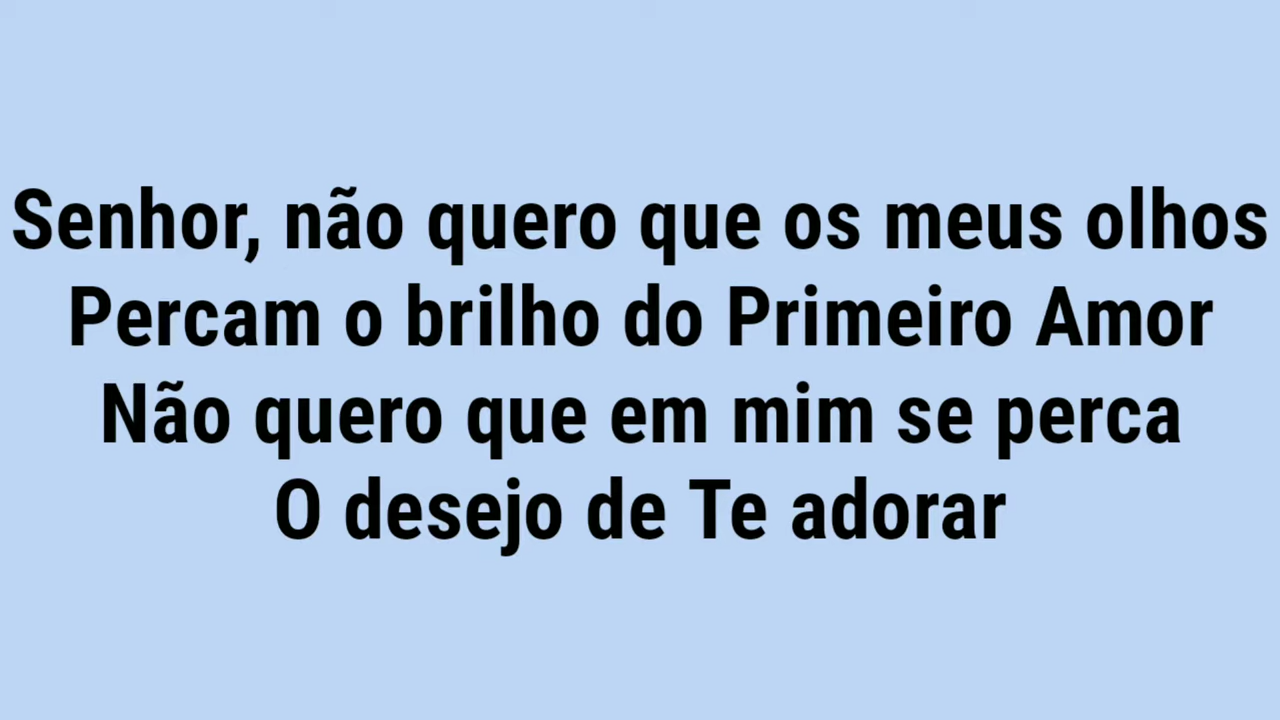 Senhor, não quero que os meus olhos
Percam o brilho do Primeiro Amor
Não quero que em mim se perca
O desejo de Te adorar